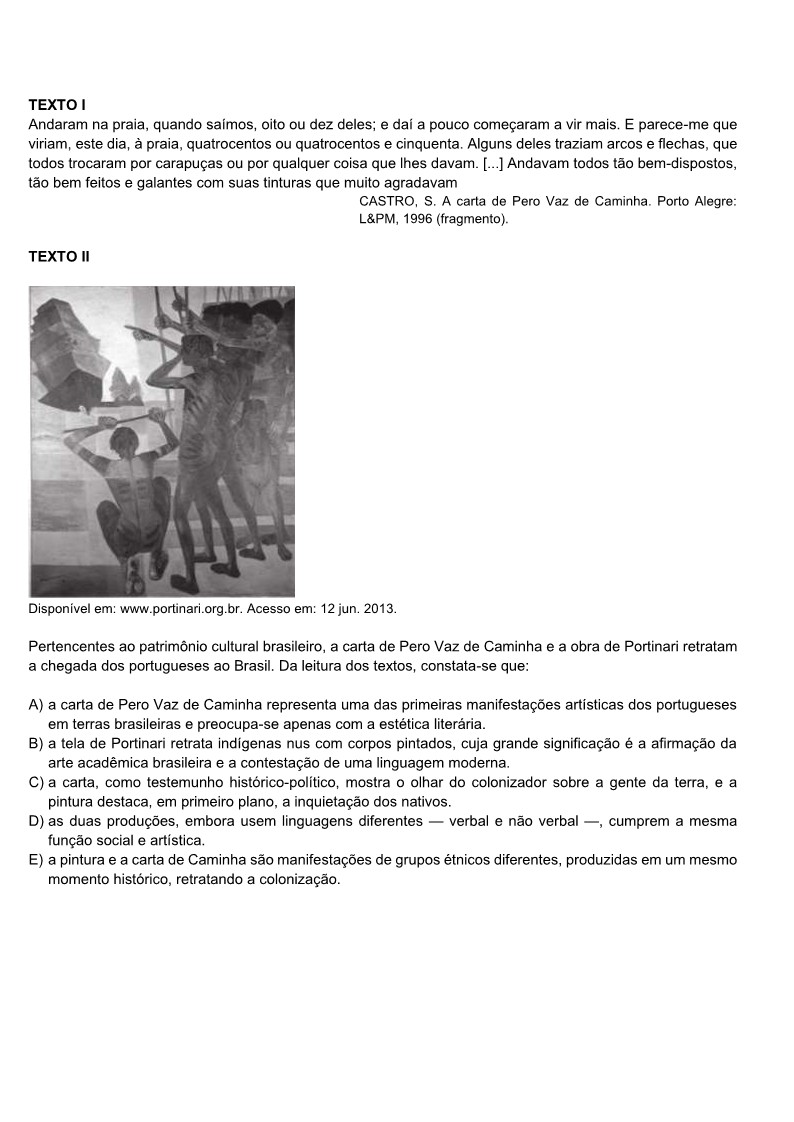 TEXTO I
Andaram na praia, quando saímos, oito ou dez deles; e daí a pouco começaram a vir mais. E parece-me que
viriam, este dia, à praia, quatrocentos ou quatrocentos e cinquenta. Alguns deles traziam arcos e flechas, que
todos trocaram por carapuças ou por qualquer coisa que lhes davam. [...] Andavam todos tão bem-dispostos,
tão bem feitos e galantes com suas tinturas que muito agradavam
CASTRO, S. A carta de Pero Vaz de Caminha. Porto Alegre:
L&PM, 1996 (fragmento).
TEXTO II
Disponível em: www.portinari.org.br. Acesso em: 12 jun. 2013.
Pertencentes ao patrimônio cultural brasileiro, a carta de Pero Vaz de Caminha e a obra de Portinari retratam
a chegada dos portugueses ao Brasil. Da leitura dos textos, constata-se que:
A) a carta de Pero Vaz de Caminha representa uma das primeiras manifestações artísticas dos portugueses
em terras brasileiras e preocupa-se apenas com a estética literária.
B) a tela de Portinari retrata indígenas nus com corpos pintados, cuja grande significação é a afirmação da
arte acadêmica brasileira e a contestação de uma linguagem moderna.
C) a carta, como testemunho histórico-político, mostra o olhar do colonizador sobre a gente da terra, e a
pintura destaca, em primeiro plano, a inquietação dos nativos.
D) as duas produções, embora usem linguagens diferentes — verbal e não verbal —, cumprem a mesma
função social e artística.
E) a pintura e a carta de Caminha são manifestações de grupos étnicos diferentes, produzidas em um mesmo
momento histórico, retratando a colonização.